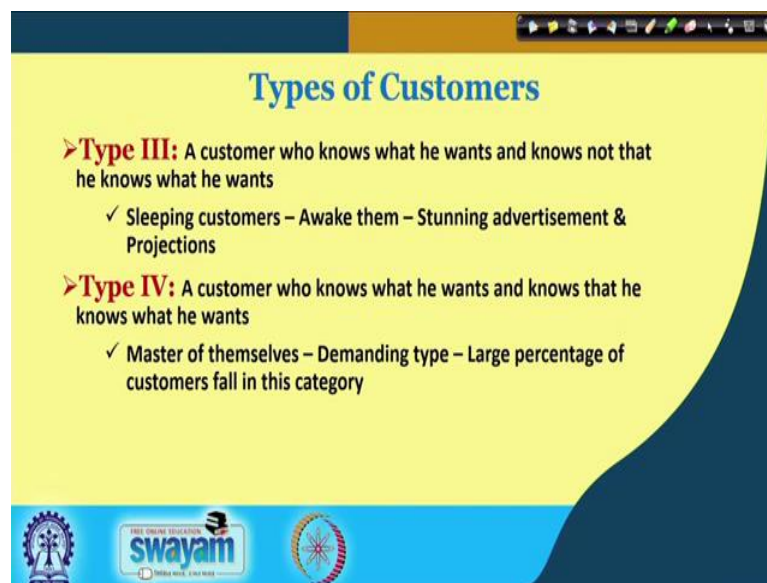 Types of Customers
➢Type III: A customer who knows what he wants and knows not that
he knows what he wants
✓ Sleeping customers – Awake them – Stunning advertisement &
Projections
➢Type IV: A customer who knows what he wants and knows that he
knows what he wants
✓ Master of themselves – Demanding type – Large percentage of
customers fall in this category
FREE ONLINE EDUCATION
swayam